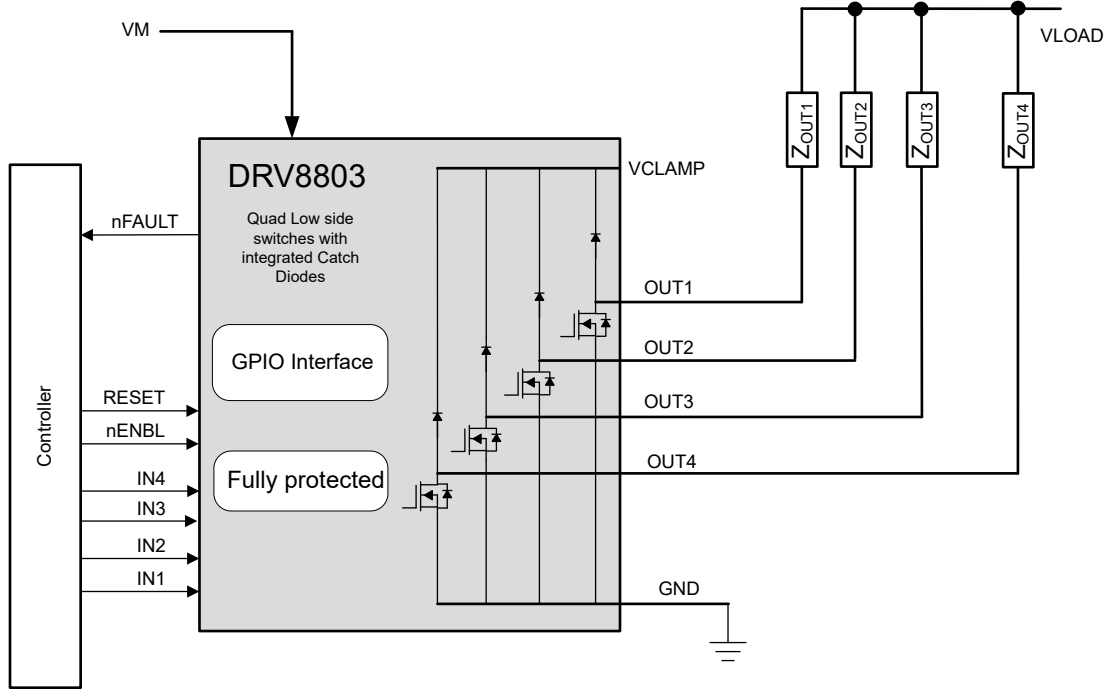 VM
VLOAD
ZOUT1
ZOUT2
ZOUT3
ZOUT4
DRV8803
VCLAMP
Quad Low side
switches with
integrated Catch
Diodes
nFAULT
OUT1
GPIO Interface
OUT2
Controller
RESET
OUT3
nENBL
OUT4
Fully protected
IN4
IN3
IN2
IN1
GND